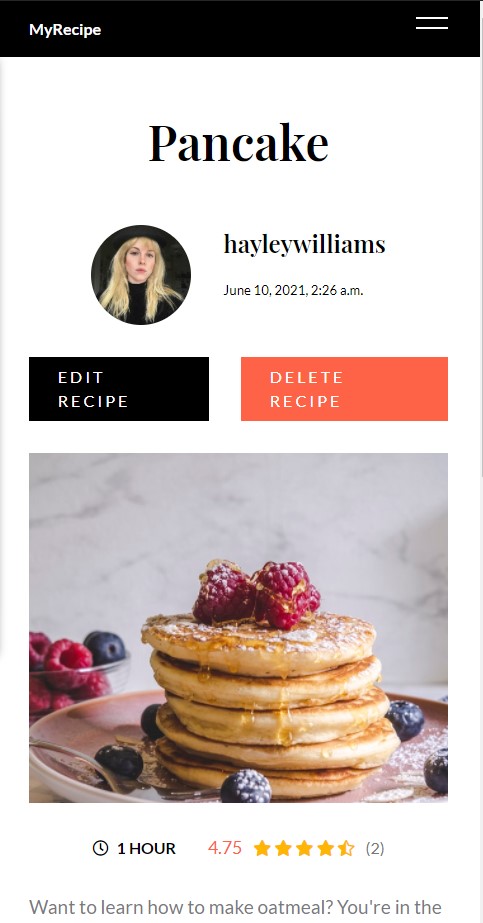 MyRecipe
Pancake
hayleywilliams
June 10, 2021, 2:26 a.m.
EDIT
RECIPE
DELETE
RECIPE
1 HOUR
4.75
(2)
Want to learn how to make oatmeal? You're in the